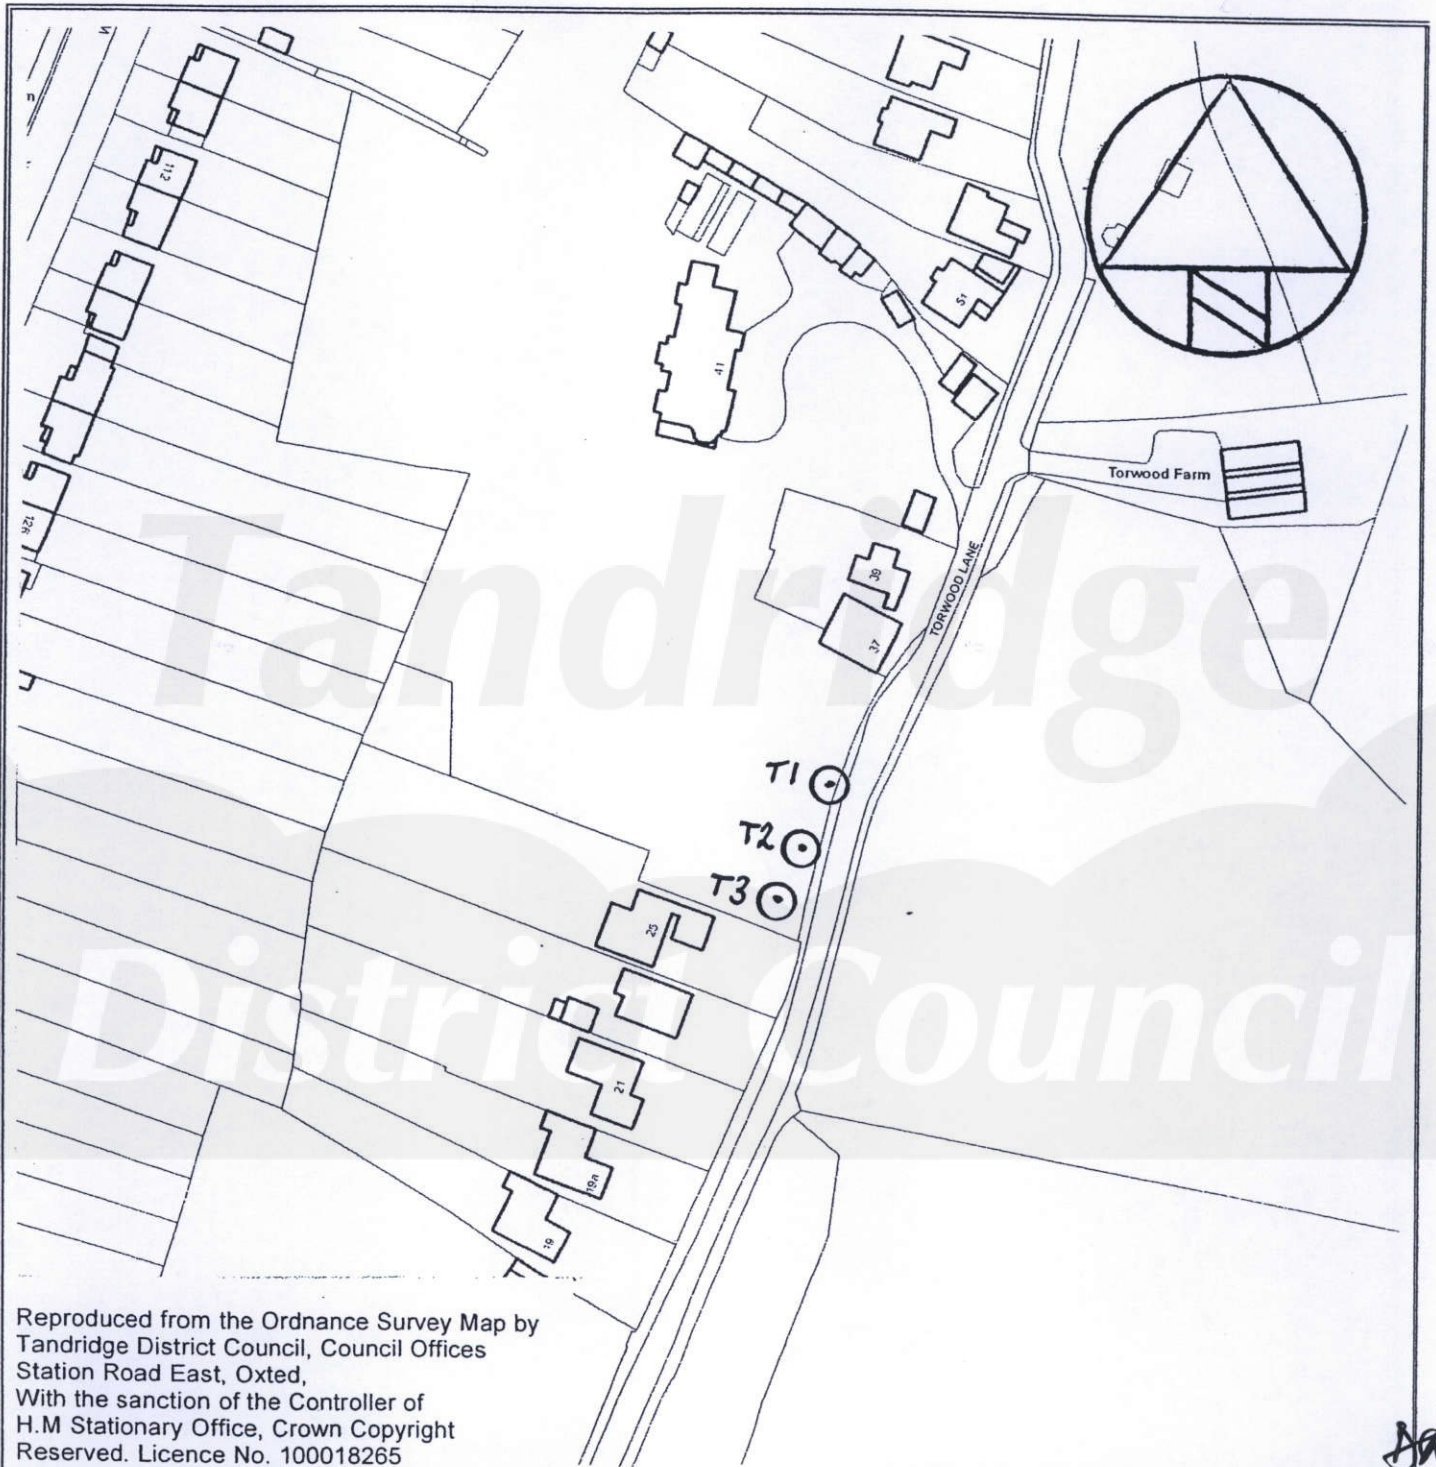 112
126
41
51
Torwood Farm
TORWOOD LANE
39
37
T1
T2
T3
25
21
19a
19
Tandridge
District Council
Reproduced from the Ordnance Survey Map by
Tandridge District Council, Council Offices
Station Road East, Oxted,
With the sanction of the Controller of
H.M Stationary Office, Crown Copyright
Reserved. Licence No. 100018265